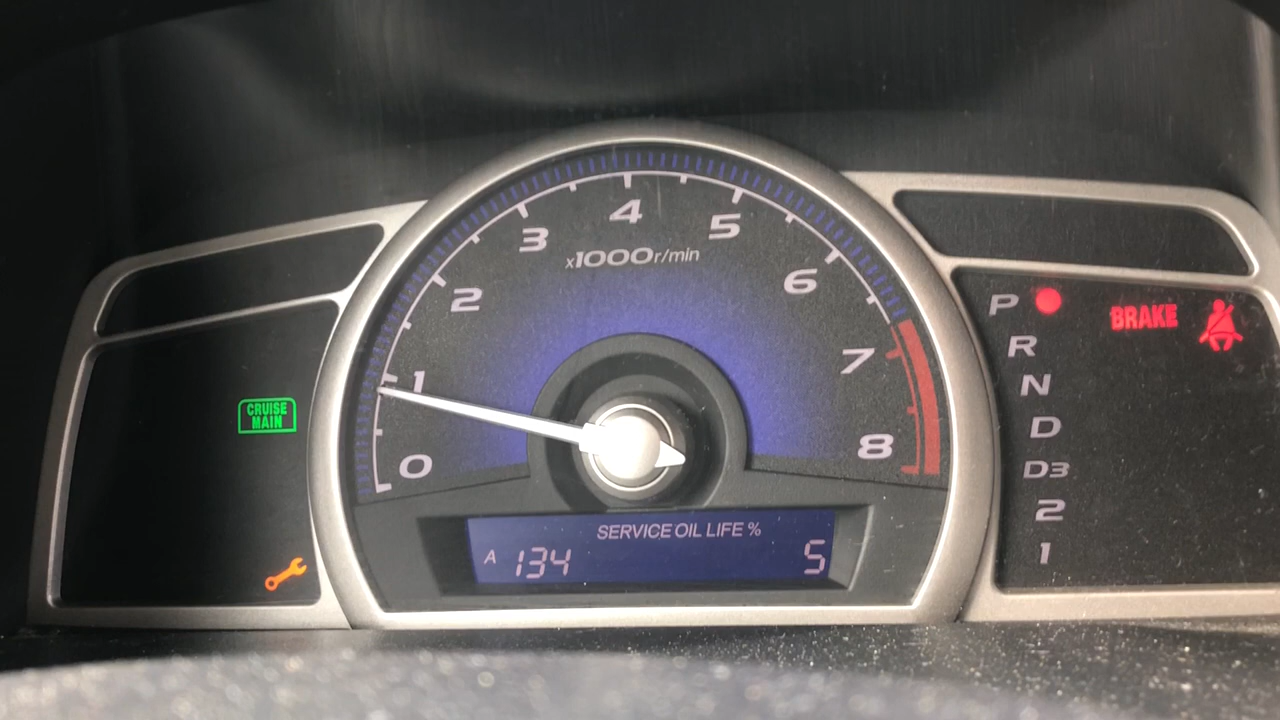 4
3
5
x1000 r/min
2
6
1
7
0
8
CRUISE
MAIN
SERVICE OIL LIFE %
A 134 5
P
BRAKE
R
N
D
D3
2
1